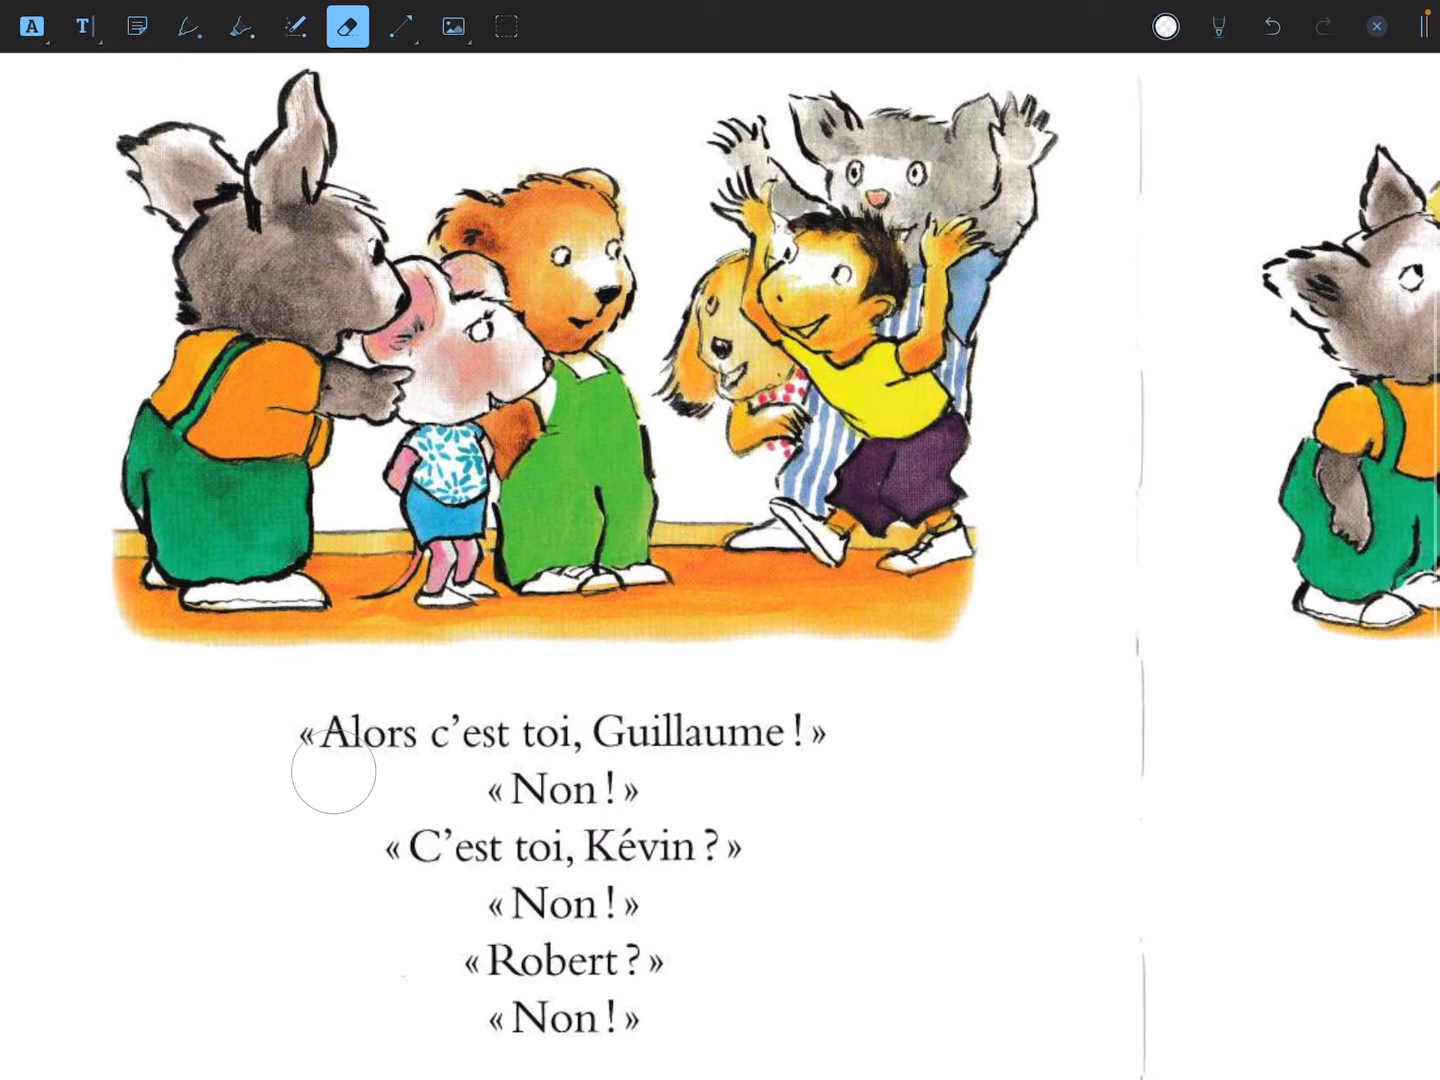 A
T
«Alors c’est toi, Guillaume !»
«Non !»
«C’est toi, Kévin ?»
«Non !»
«Robert ?»
«Non !»